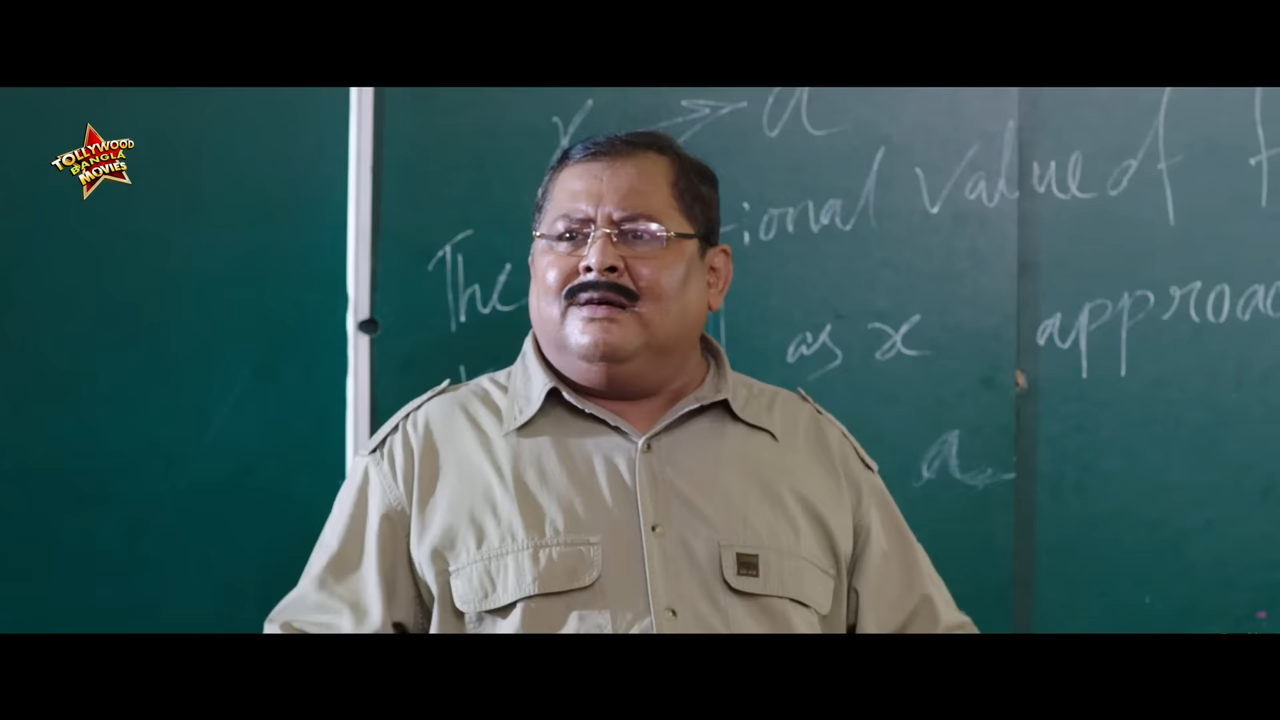 TOLLYWOOD
BANGLA
MOVIES
x → a
The ional value of f
as x approac
a